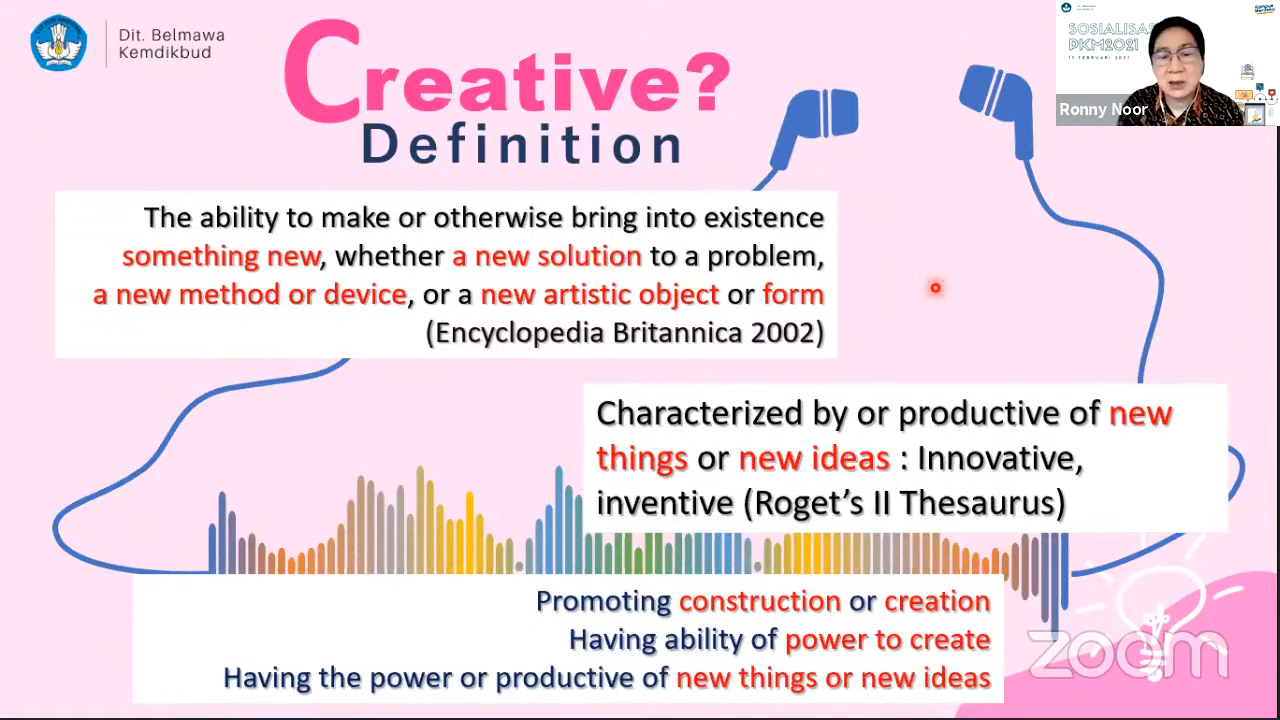 Dit. Belmawa
Kemdikbud
Creative?
Definition
The ability to make or otherwise bring into existence
something new, whether a new solution to a problem,
a new method or device, or a new artistic object or form
(Encyclopedia Britannica 2002)
Characterized by or productive of new
things or new ideas : Innovative,
inventive (Roget's II Thesaurus)
Promoting construction or creation
Having ability of power to create
Having the power or productive of new things or new ideas
SOSIALISAS
PKM2021
Ronny Noor
zoom